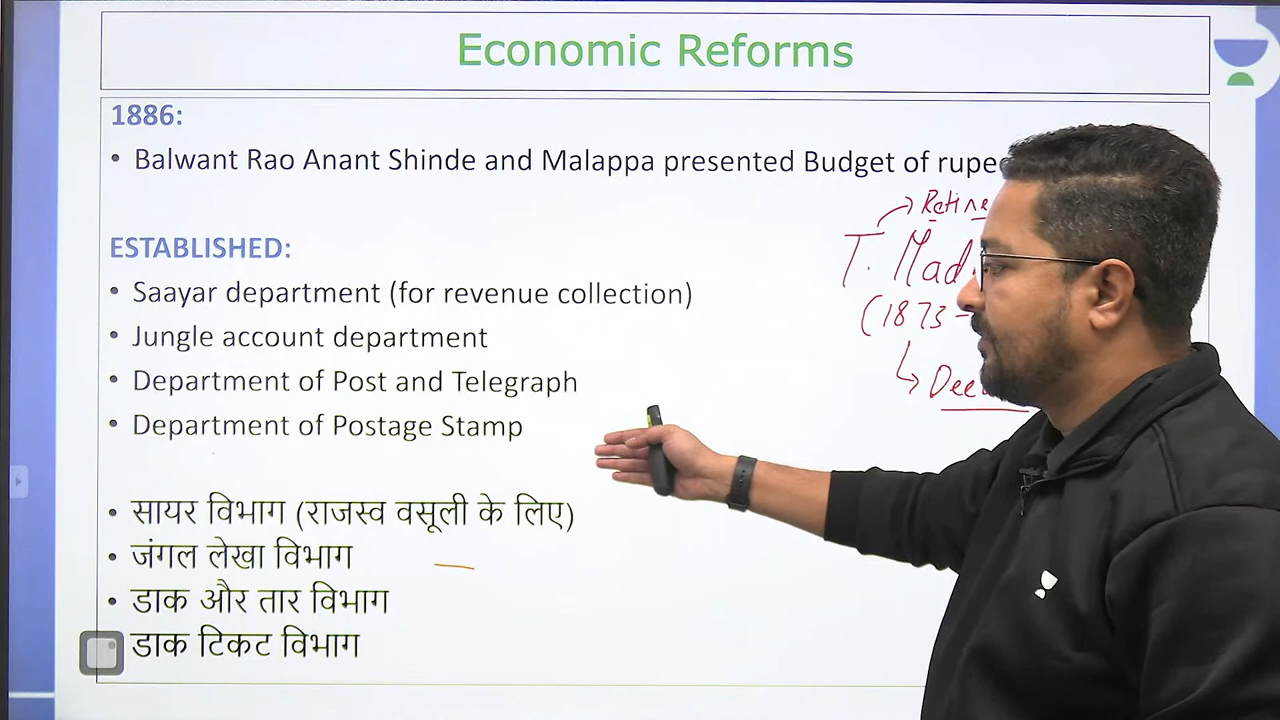 Economic Reforms
1886:
• Balwant Rao Anant Shinde and Malappa presented Budget of
ESTABLISHED:
• Saayar department (for revenue collection)
• Jungle account department
• Department of Post and Telegraph
• Department of Postage Stamp
• सायर विभाग (राजस्व वसूली के लिए)
• जंगल लेखा विभाग
• डाक और तार विभाग
• डाक टिकट विभाग
T.
(1873 -